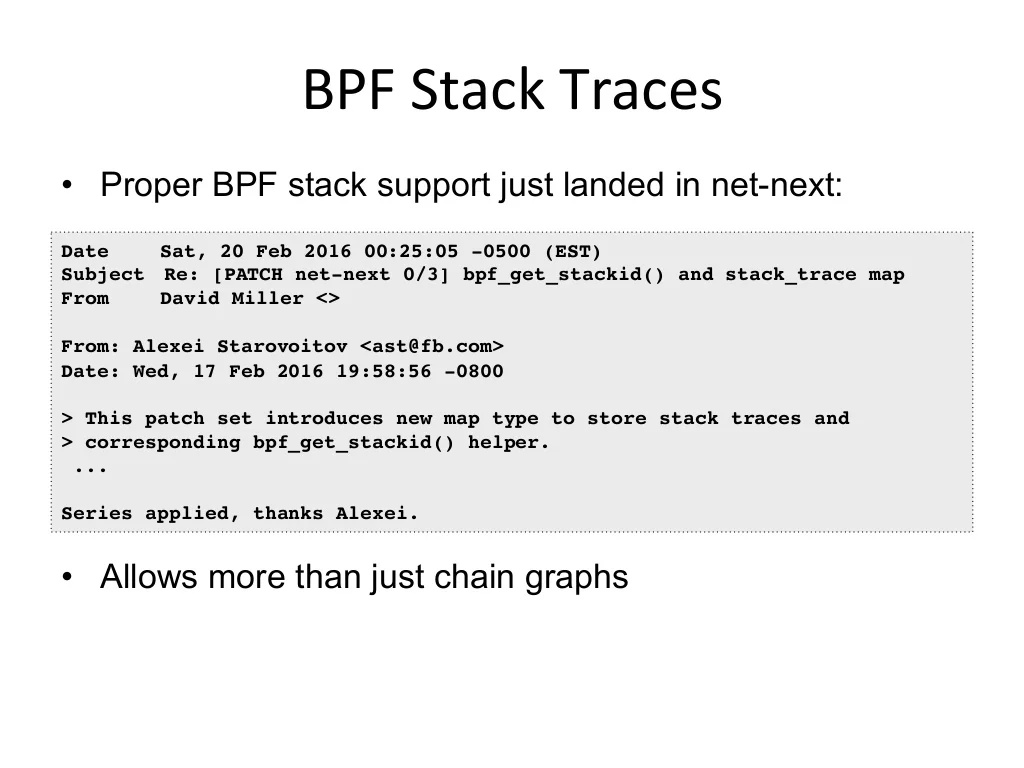 BPF Stack Traces
• Proper BPF stack support just landed in net-next:
Date Sat, 20 Feb 2016 00:25:05 -0500 (EST)
Subject Re: [PATCH net-next 0/3] bpf_get_stackid() and stack_trace map
From David Miller <>
From: Alexei Starovoitov <ast@fb.com>
Date: Wed, 17 Feb 2016 19:58:56 -0800
> This patch set introduces new map type to store stack traces and
> corresponding bpf_get_stackid() helper.
...
Series applied, thanks Alexei.
• Allows more than just chain graphs